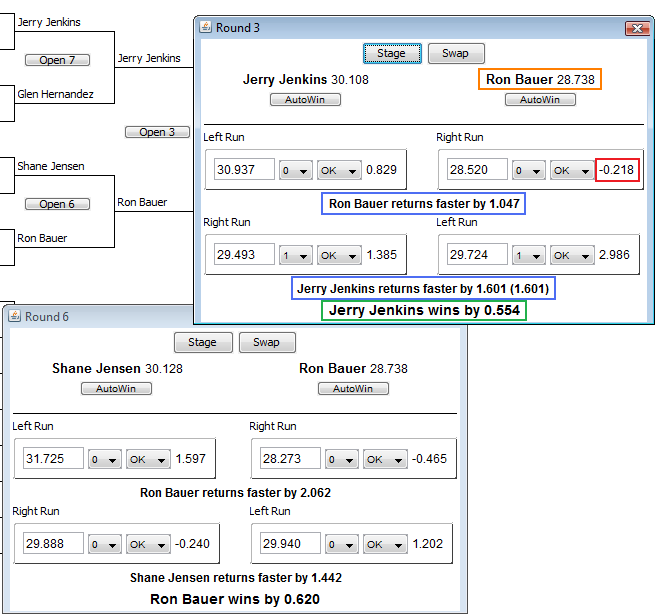 Jerry Jenkins
Open 7
Glen Hernandez
Jerry Jenkins
Open 3
Shane Jensen
Open 6
Ron Bauer
Ron Bauer
Round 3
Stage Swap
Jerry Jenkins 30.108 Ron Bauer 28.738
AutoWin AutoWin
Left Run Right Run
30.937 0 OK 0.829 28.520 0 OK -0.218
Ron Bauer returns faster by 1.047
Right Run Left Run
29.493 1 OK 1.385 29.724 1 OK 2.986
Jerry Jenkins returns faster by 1.601 (1.601)
Jerry Jenkins wins by 0.554
Round 6
Stage Swap
Shane Jensen 30.128 Ron Bauer 28.738
AutoWin AutoWin
Left Run Right Run
31.725 0 OK 1.597 28.273 0 OK -0.465
Ron Bauer returns faster by 2.062
Right Run Left Run
29.888 0 OK -0.240 29.940 0 OK 1.202
Shane Jensen returns faster by 1.442
Ron Bauer wins by 0.620